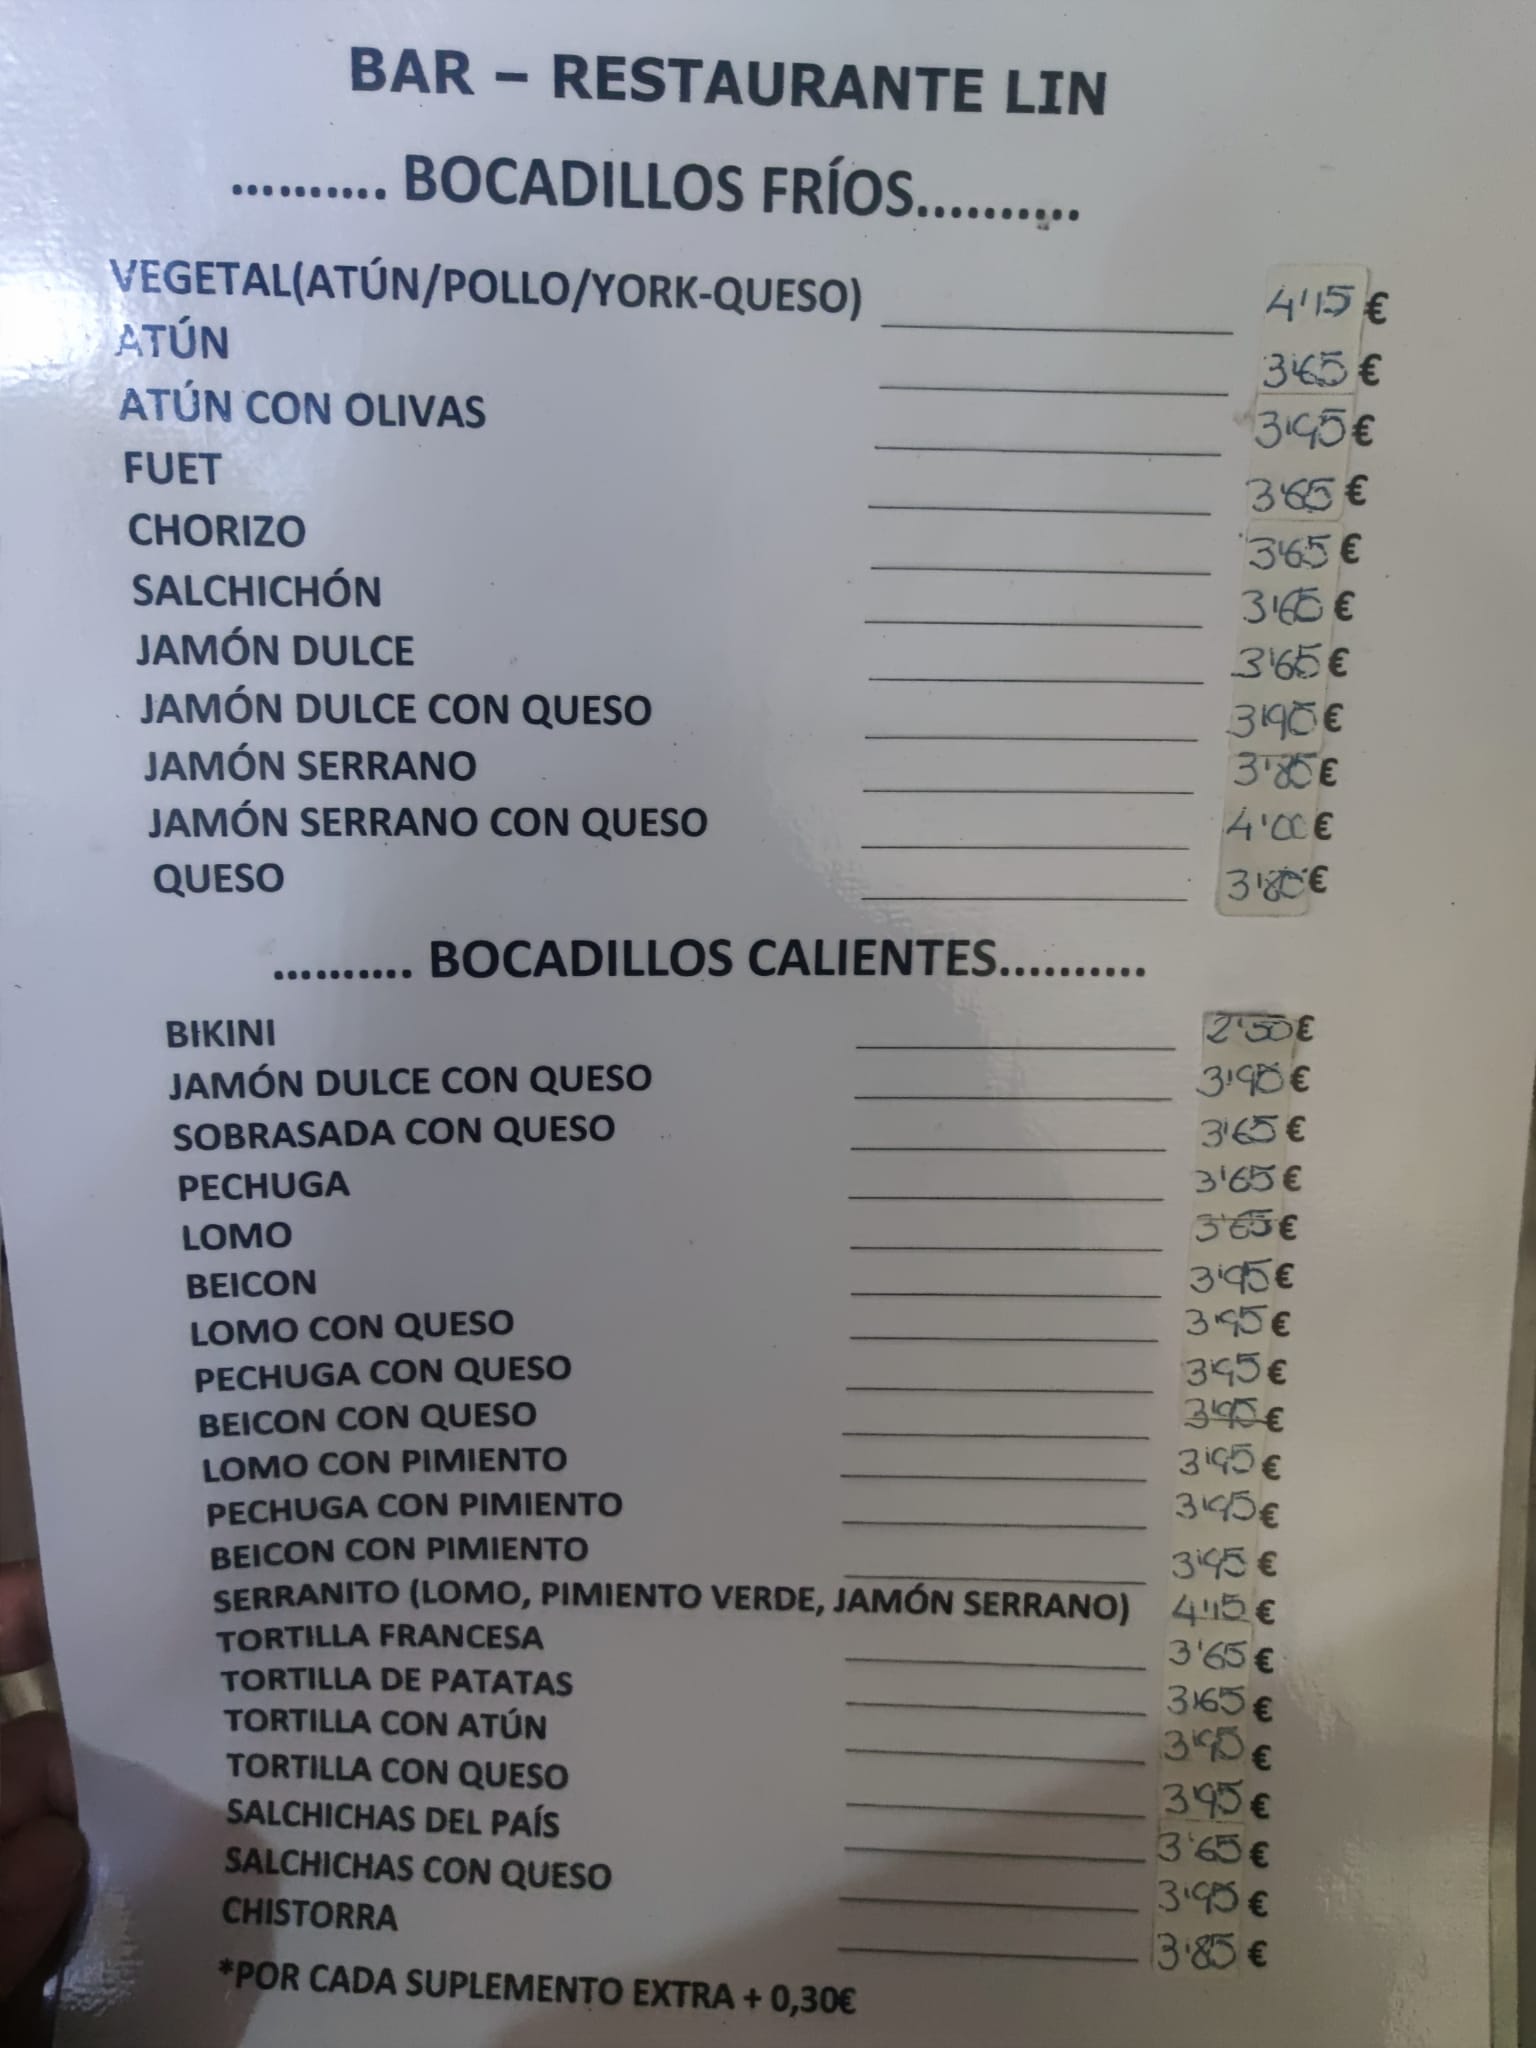 BAR – RESTAURANTE LIN
.......... BOCADILLOS FRÍOS..........
VEGETAL(ATÚN/POLLO/YORK-QUESO) 4'15 €
ATÚN 3'65 €
ATÚN CON OLIVAS 3'95 €
FUET 3'65 €
CHORIZO 3'65 €
SALCHICHÓN 3'65 €
JAMÓN DULCE 3'65 €
JAMÓN DULCE CON QUESO 3'90 €
JAMÓN SERRANO 3'85 €
JAMÓN SERRANO CON QUESO 4'00 €
QUESO 3'80 €
.......... BOCADILLOS CALIENTES..........
BIKINI 2'50 €
JAMÓN DULCE CON QUESO 3'90 €
SOBRASADA CON QUESO 3'65 €
PECHUGA 3'65 €
LOMO 3'65 €
BEICON 3'95 €
LOMO CON QUESO 3'95 €
PECHUGA CON QUESO 3'95 €
BEICON CON QUESO 3'95 €
LOMO CON PIMIENTO 3'95 €
PECHUGA CON PIMIENTO 3'95 €
BEICON CON PIMIENTO 3'95 €
SERRANITO (LOMO, PIMIENTO VERDE, JAMÓN SERRANO) 4'15 €
TORTILLA FRANCESA 3'65 €
TORTILLA DE PATATAS 3'65 €
TORTILLA CON ATÚN 3'95 €
TORTILLA CON QUESO 3'95 €
SALCHICHAS DEL PAÍS 3'65 €
SALCHICHAS CON QUESO 3'95 €
CHISTORRA 3'85 €
*POR CADA SUPLEMENTO EXTRA + 0,30€